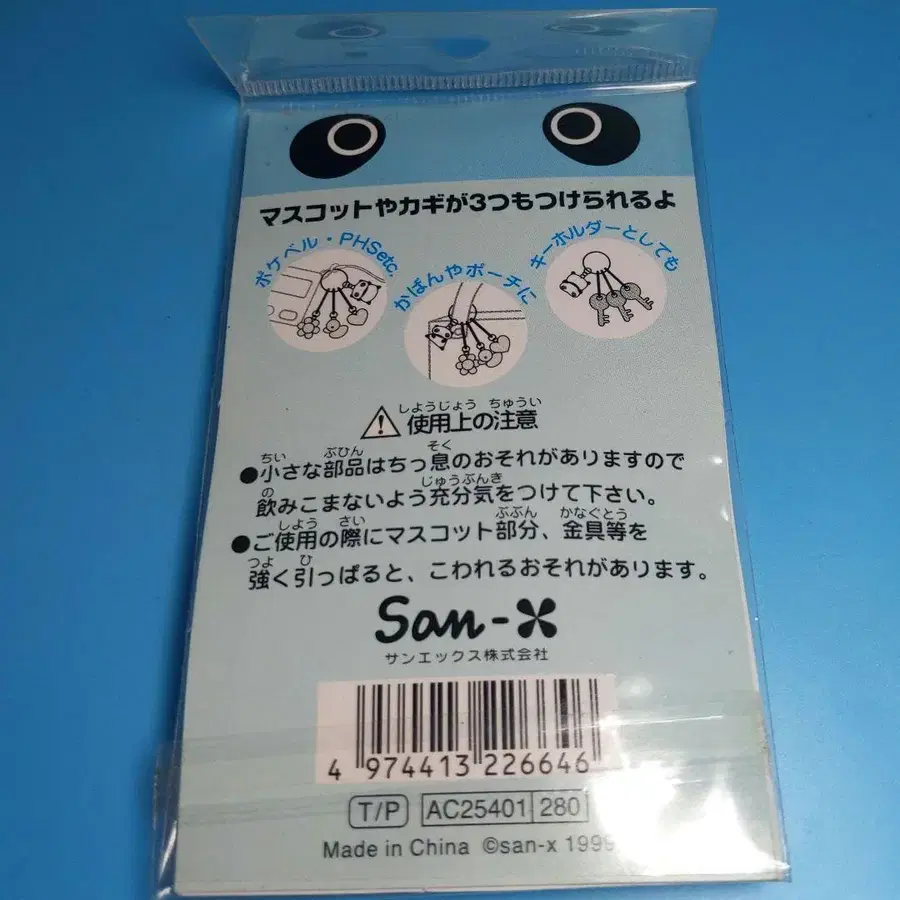 マスコットやカギが3つもつけられるよ
ポケベル・PHSetc.
かばんやポーチに
キーホルダーとしても
しようじょう ちゅうい
使用上の注意
ちい ぶひん そく
●小さな部品はちっ息のおそれがありますので
の じゅうぶんき
飲みこまないよう充分気をつけて下さい。
しよう さい ぶぶん かなぐとう
●ご使用の際にマスコット部分、金具等を
つよ ひ
強く引っぱると、こわれるおそれがあります。
San-X
サンエックス株式会社
4 974413 226646
T/P AC25401 280
Made in China ©san-x 1999